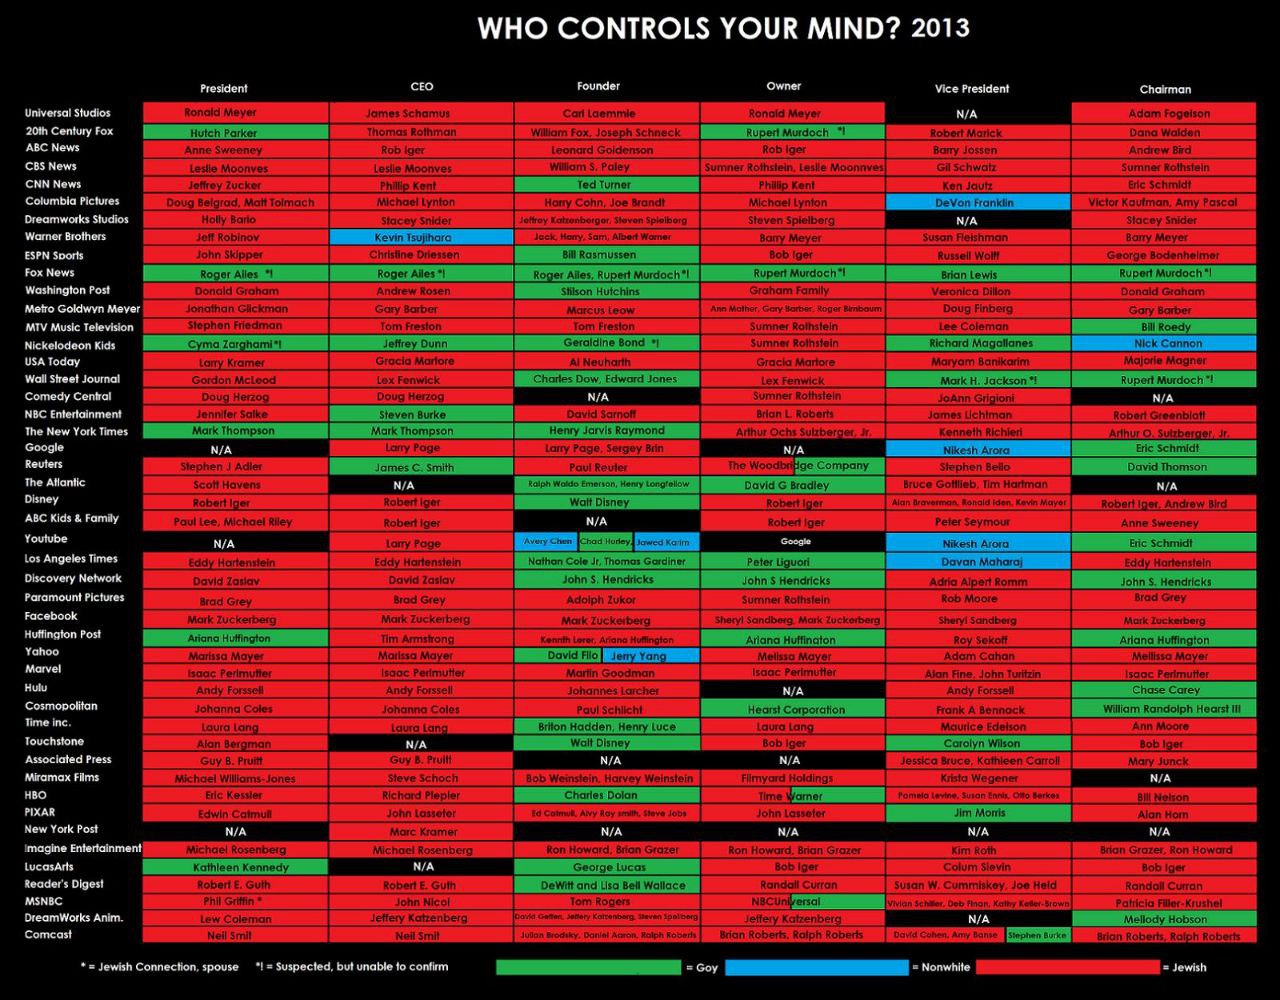 WHO CONTROLS YOUR MIND? 2013
President CEO Founder Owner Vice President Chairman
Universal Studios Ronald Meyer James Schamus Carl Laemmle Ronald Meyer N/A Adam Fogelson
20th Century Fox Hutch Parker Thomas Rothman William Fox, Joseph Schneck Rupert Murdoch *! Robert Marick Dana Walden
ABC News Anne Sweeney Rob Iger Leonard Goldenson Rob Iger Barry Jossen Andrew Bird
CBS News Leslie Moonves Leslie Moonves William S. Paley Sumner Rothstein, Leslie Moonnves Gil Schwatz Sumner Rothstein
CNN News Jeffrey Zucker Phillip Kent Ted Turner Phillip Kent Ken Jautz Eric Schmidt
Columbia Pictures Doug Belgrad, Matt Tolmach Michael Lynton Harry Cohn, Joe Brandt Michael Lynton DeVon Franklin Victor Kaufman, Amy Pascal
Dreamworks Studios Holly Bario Stacey Snider Jeffrey Katzenberger, Steven Spielberg Steven Spielberg N/A Stacey Snider
Warner Brothers Jeff Robinov Kevin Tsujihara Jack, Harry, Sam, Albert Warner Barry Meyer Susan Fleishman Barry Meyer
ESPN Sports John Skipper Christine Driessen Bill Rasmussen Bob Iger Russell Wolff George Bodenheimer
Fox News Roger Ailes *! Roger Ailes *! Roger Ailes, Rupert Murdoch *! Rupert Murdoch *! Brian Lewis Rupert Murdoch *!
Washington Post Donald Graham Andrew Rosen Stilson Hutchins Graham Family Veronica Dillon Donald Graham
Metro Goldwyn Meyer Jonathan Glickman Gary Barber Marcus Leow Ann Mather, Gary Barber, Roger Birnbaum Doug Finberg Gary Barber
MTV Music Television Stephen Friedman Tom Freston Tom Freston Sumner Rothstein Lee Coleman Bill Roedy
Nickelodeon Kids Cyma Zarghami *! Jeffrey Dunn Geraldine Bond *! Sumner Rothstein Richard Magallanes Nick Cannon
USA Today Larry Kramer Gracia Martore Al Neuharth Gracia Martore Maryam Banikarim Majorie Magner
Wall Street Journal Gordon McLeod Lex Fenwick Charles Dow, Edward Jones Lex Fenwick Mark H. Jackson *! Rupert Murdoch *!
Comedy Central Doug Herzog Doug Herzog N/A Sumner Rothstein JoAnn Grigioni N/A
NBC Entertainment Jennifer Salke Steven Burke David Sarnoff Brian L. Roberts James Lichtman Robert Greenblatt
The New York Times Mark Thompson Mark Thompson Henry Jarvis Raymond Arthur Ochs Sulzberger, Jr. Kenneth Richieri Arthur O. Sulzberger, Jr.
Google N/A Larry Page Larry Page, Sergey Brin N/A Nikesh Arora Eric Schmidt
Reuters Stephen J Adler James C. Smith Paul Reuter The Woodbridge Company Stephen Bello David Thomson
The Atlantic Scott Havens N/A Ralph Waldo Emerson, Henry Longfellow David G Bradley Bruce Gottlieb, Tim Hartman N/A
Disney Robert Iger Robert Iger Walt Disney Robert Iger Alan Braverman, Ronald Iden, Kevin Mayer Robert Iger, Andrew Bird
ABC Kids & Family Paul Lee, Michael Riley Robert Iger N/A Robert Iger Peter Seymour Anne Sweeney
Youtube N/A Larry Page Avery Chen Chad Hurley, Jawed Karim Google Nikesh Arora Eric Schmidt
Los Angeles Times Eddy Hartenstein Eddy Hartenstein Nathan Cole Jr, Thomas Gardiner Peter Liguori Davan Maharaj Eddy Hartenstein
Discovery Network David Zaslav David Zaslav John S. Hendricks John S Hendricks Adria Alpert Romm John S. Hendricks
Paramount Pictures Brad Grey Brad Grey Adolph Zukor Sumner Rothstein Rob Moore Brad Grey
Facebook Mark Zuckerberg Mark Zuckerberg Mark Zuckerberg Sheryl Sandberg, Mark Zuckerberg Sheryl Sandberg Mark Zuckerberg
Huffington Post Ariana Huffington Tim Armstrong Kennth Lerer, Ariana Huffington Ariana Huffinaton Roy Sekoff Ariana Huffington
Yahoo Marissa Mayer Marissa Mayer David Filo Jerry Yang Melissa Mayer Adam Cahan Mellissa Mayer
Marvel Isaac Perlmutter Isaac Perlmutter Martin Goodman Isaac Perlmutter Alan Fine, John Turitzin Isaac Perlmutter
Hulu Andy Forssell Andy Forssell Johannes Larcher N/A Andy Forssell Chase Carey
Cosmopolitan Johanna Coles Johanna Coles Paul Schlicht Hearst Corporation Frank A Bennack William Randolph Hearst III
Time inc. Laura Lang Laura Lang Briton Hadden, Henry Luce Laura Lang Maurice Edelson Ann Moore
Touchstone Alan Bergman N/A Walt Disney Bob Iger Carolyn Wilson Bob Iger
Associated Press Guy B. Pruitt Guy B. Pruitt N/A N/A Jessica Bruce, Kathleen Carroll Mary Junck
Miramax Films Michael Williams-Jones Steve Schoch Bob Weinstein, Harvey Weinstein Filmyard Holdings Krista Wegener N/A
HBO Eric Kessler Richard Plepler Charles Dolan Time Warner Pamela Levine, Susan Ennis, Otto Berkes Bill Nelson
PIXAR Edwin Catmull John Lasseter Ed Catmull, Alvy Ray smith, Steve Jobs John Lasseter Jim Morris Alan Horn
New York Post N/A Marc Kramer N/A N/A N/A N/A
Imagine Entertainment Michael Rosenberg Michael Rosenberg Ron Howard, Brian Grazer Ron Howard, Brian Grazer Kim Roth Brian Grazer, Ron Howard
LucasArts Kathleen Kennedy N/A George Lucas Bob Iger Colum Slevin Bob Iger
Reader's Digest Robert E. Guth Robert E. Guth DeWitt and Lisa Bell Wallace Randall Curran Susan W. Cummiskey, Joe Held Randall Curran
MSNBC Phil Griffin * John Nicol Tom Rogers NBCUniversal Vivian Schiller, Deb Finan, Kathy Keller-Brown Patricia Filler-Krushel
DreamWorks Anim. Lew Coleman Jeffery Katzenberg David Geffen, Jeffery Katzenberg, Steven Spielberg Jeffery Katzenberg N/A Mellody Hobson
Comcast Neil Smit Neil Smit Julian Brodsky, Daniel Aaron, Ralph Roberts Brian Roberts, Ralph Roberts David Cohen, Amy Banse Stephen Burke Brian Roberts, Ralph Roberts
* = Jewish Connection, spouse *! = Suspected, but unable to confirm = Goy = Nonwhite = Jewish